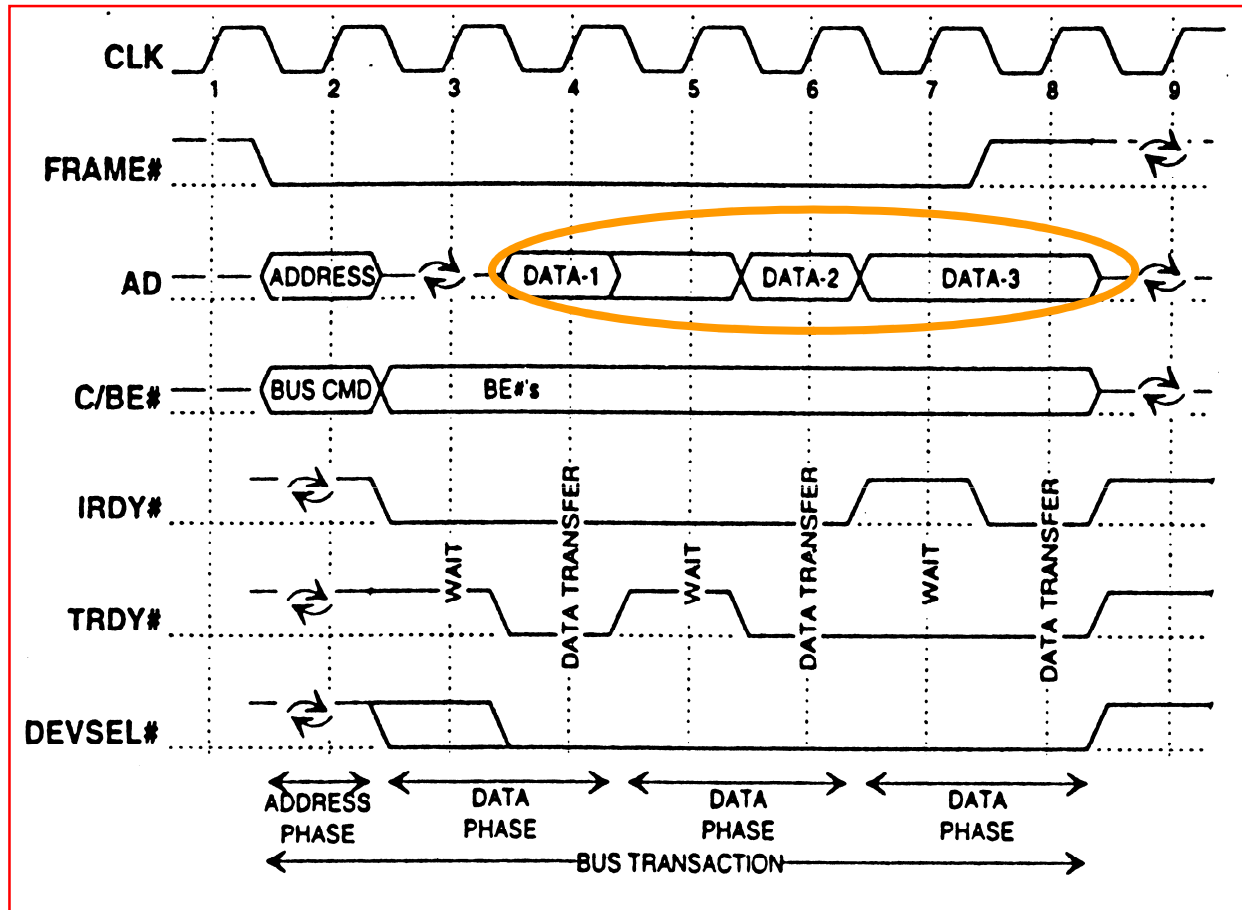 CLK
1 2 3 4 5 6 7 8 9
FRAME#
AD ADDRESS DATA-1 DATA-2 DATA-3
C/BE# BUS CMD BE#'s
IRDY#
WAIT DATA TRANSFER WAIT DATA TRANSFER WAIT DATA TRANSFER
TRDY#
DEVSEL#
ADDRESS DATA DATA DATA
PHASE PHASE PHASE PHASE
BUS TRANSACTION